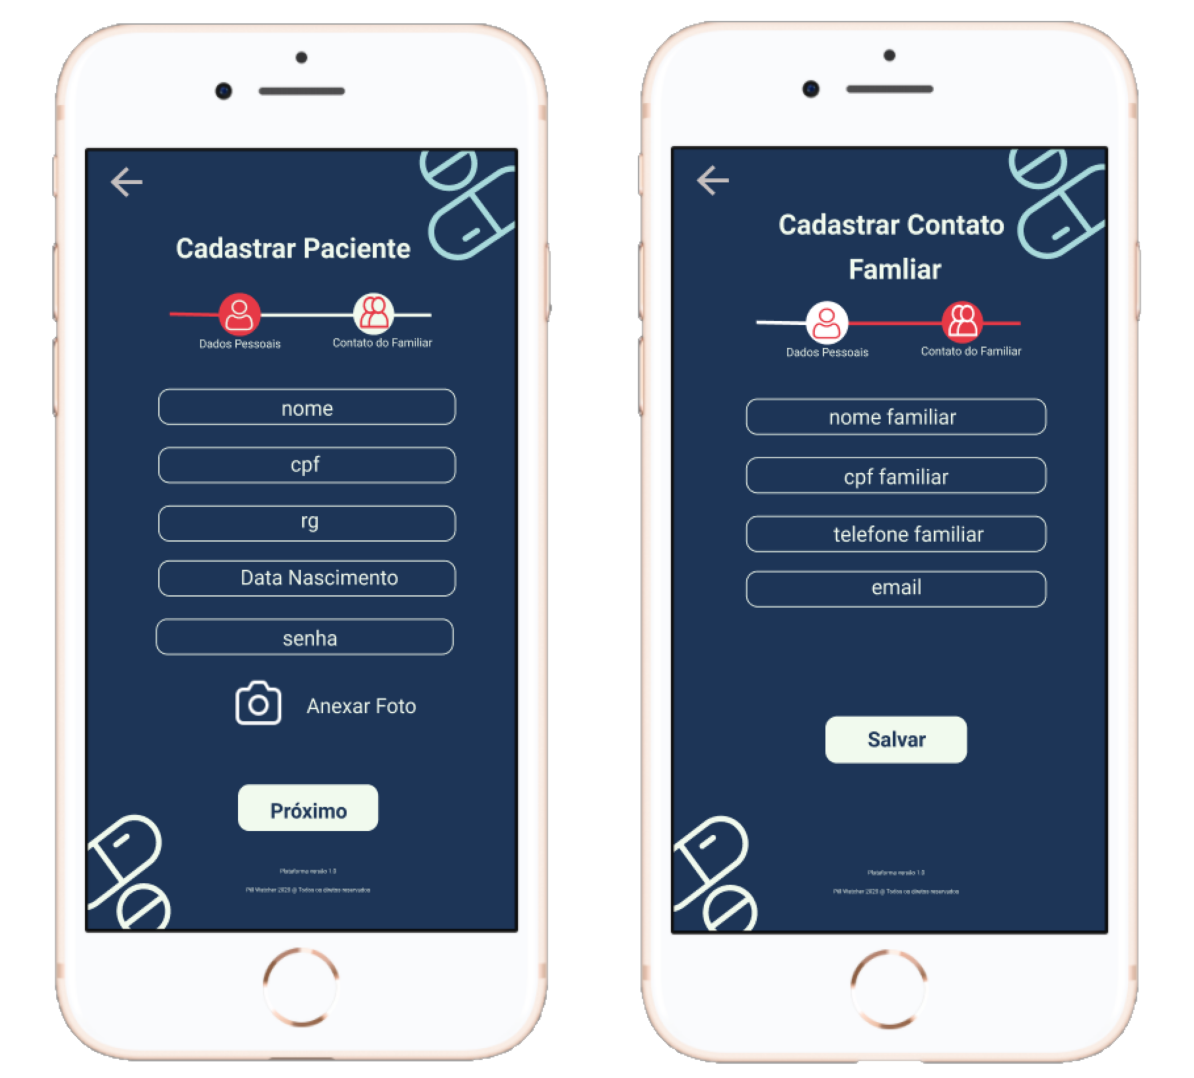 Cadastrar Paciente
Dados Pessoais
Contato do Familiar
nome
cpf
rg
Data Nascimento
senha
Anexar Foto
Próximo
Plataforma versão 1.0
Pill Watcher 2020 @ Todos os direitos reservados
Cadastrar Contato
Famliar
Dados Pessoais
Contato do Familiar
nome familiar
cpf familiar
telefone familiar
email
Salvar
Plataforma versão 1.0
Pill Watcher 2020 @ Todos os direitos reservados